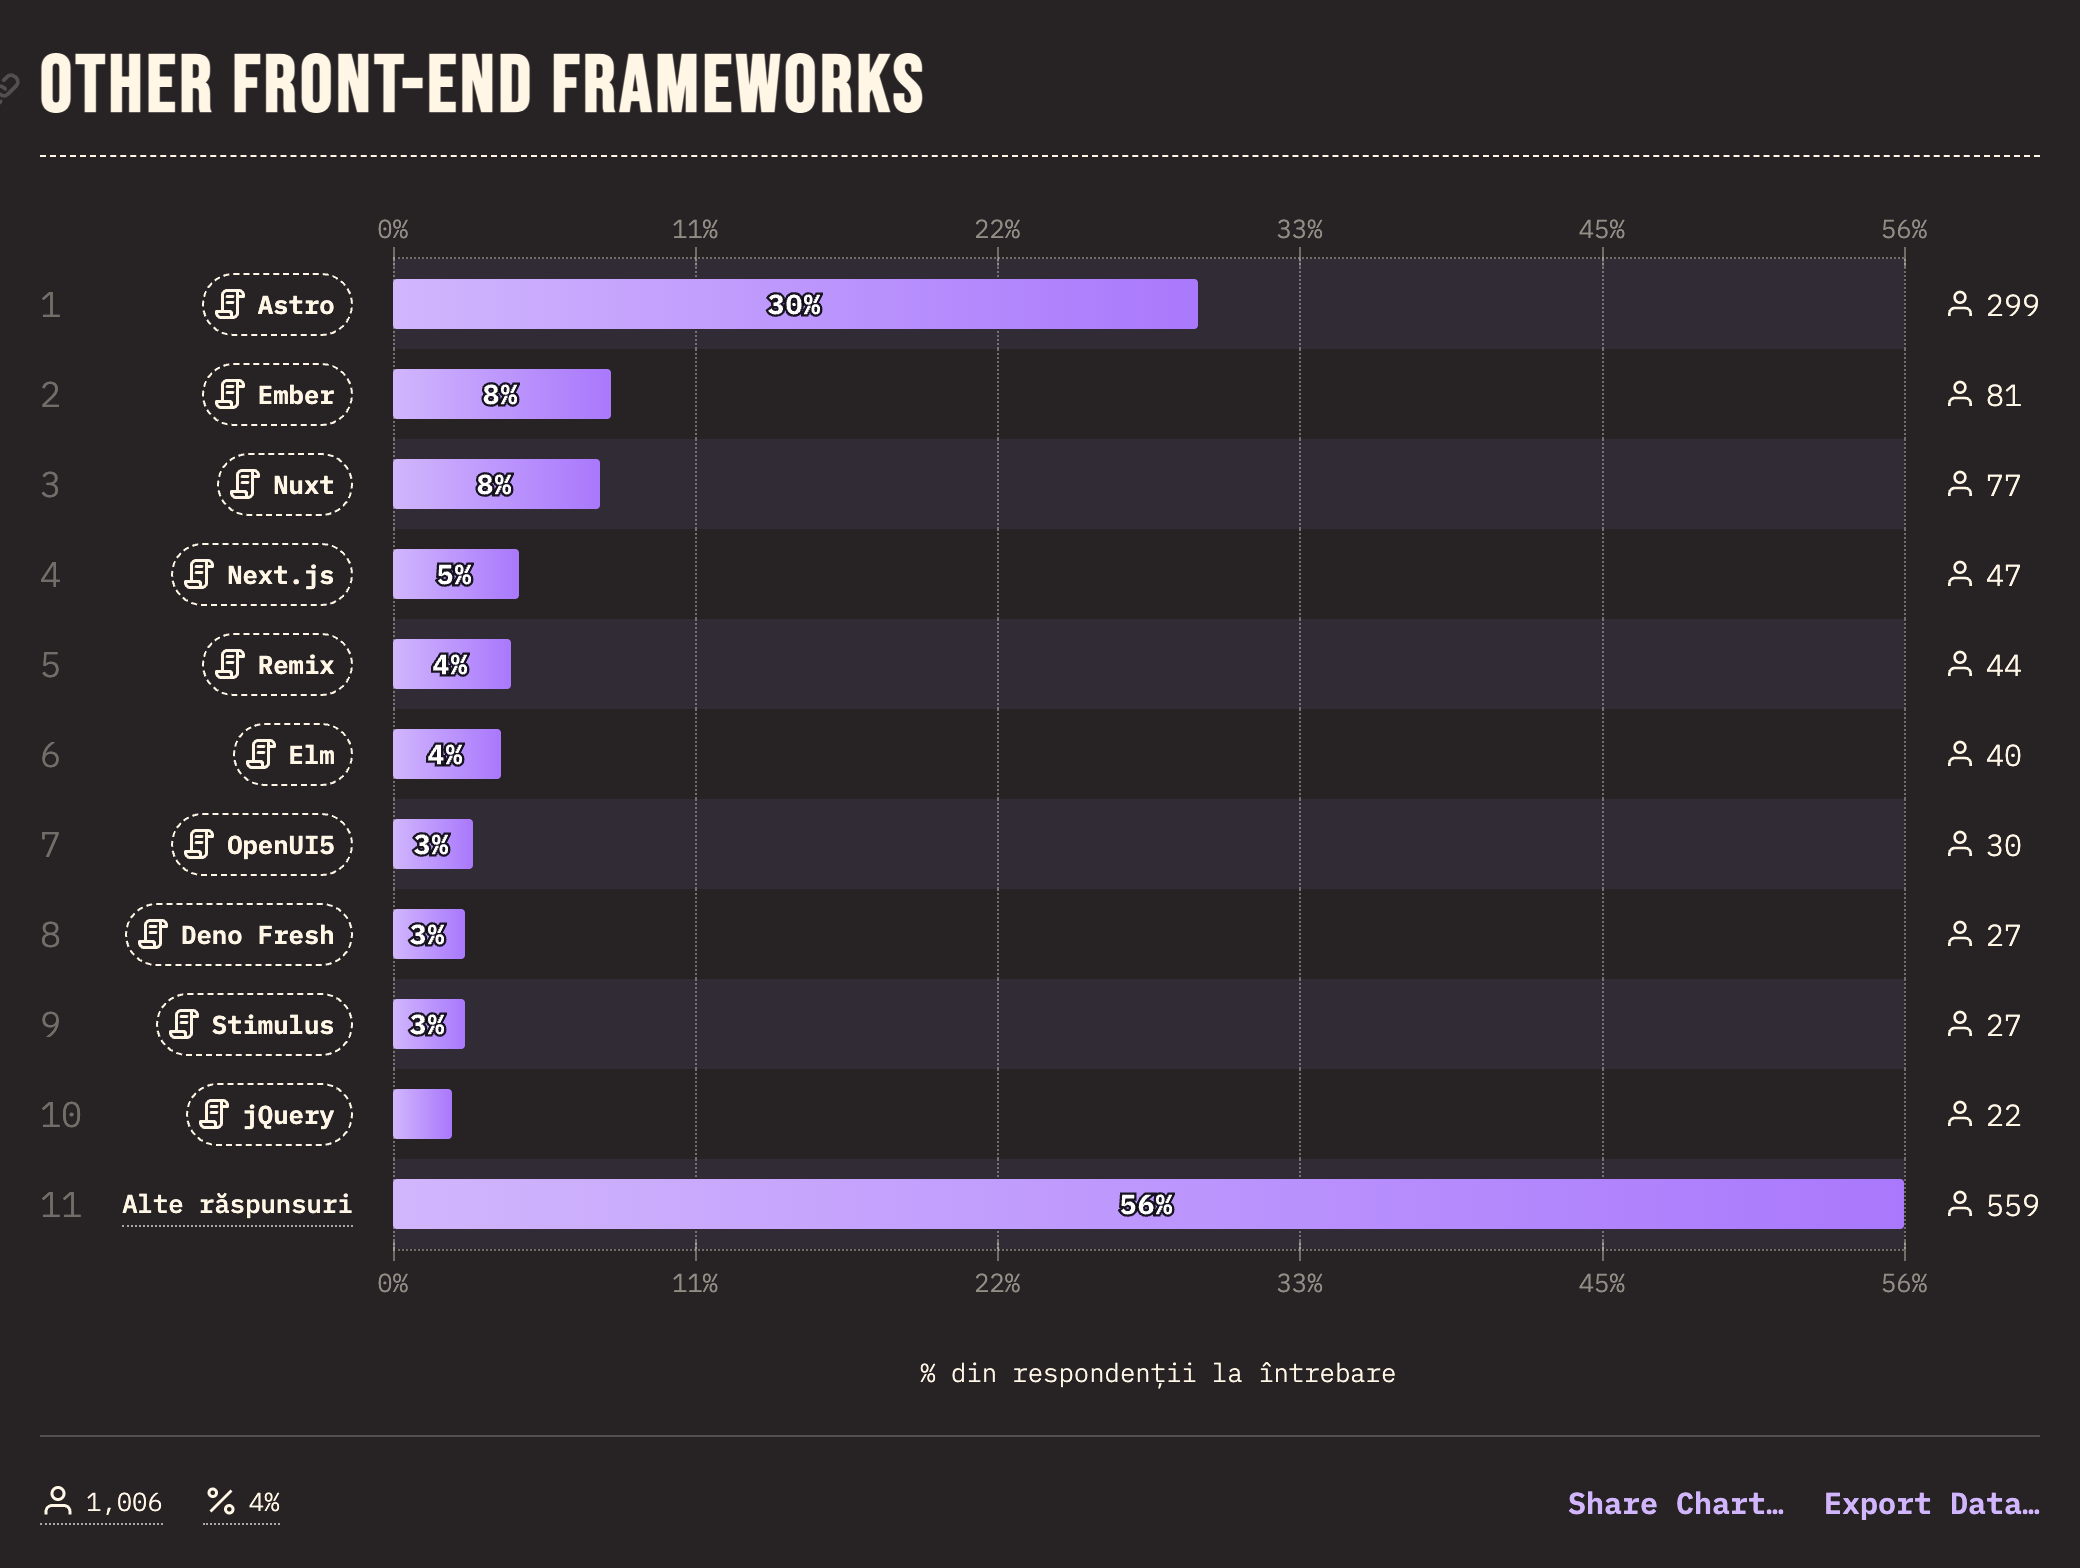 OTHER FRONT-END FRAMEWORKS
0% 11% 22% 33% 45% 56%
1 Astro 30% 299
2 Ember 8% 81
3 Nuxt 8% 77
4 Next.js 5% 47
5 Remix 4% 44
6 Elm 4% 40
7 OpenUI5 3% 30
8 Deno Fresh 3% 27
9 Stimulus 3% 27
10 jQuery 22
11 Alte răspunsuri 56% 559
0% 11% 22% 33% 45% 56%
% din respondenții la întrebare
1,006 % 4% Share Chart… Export Data…